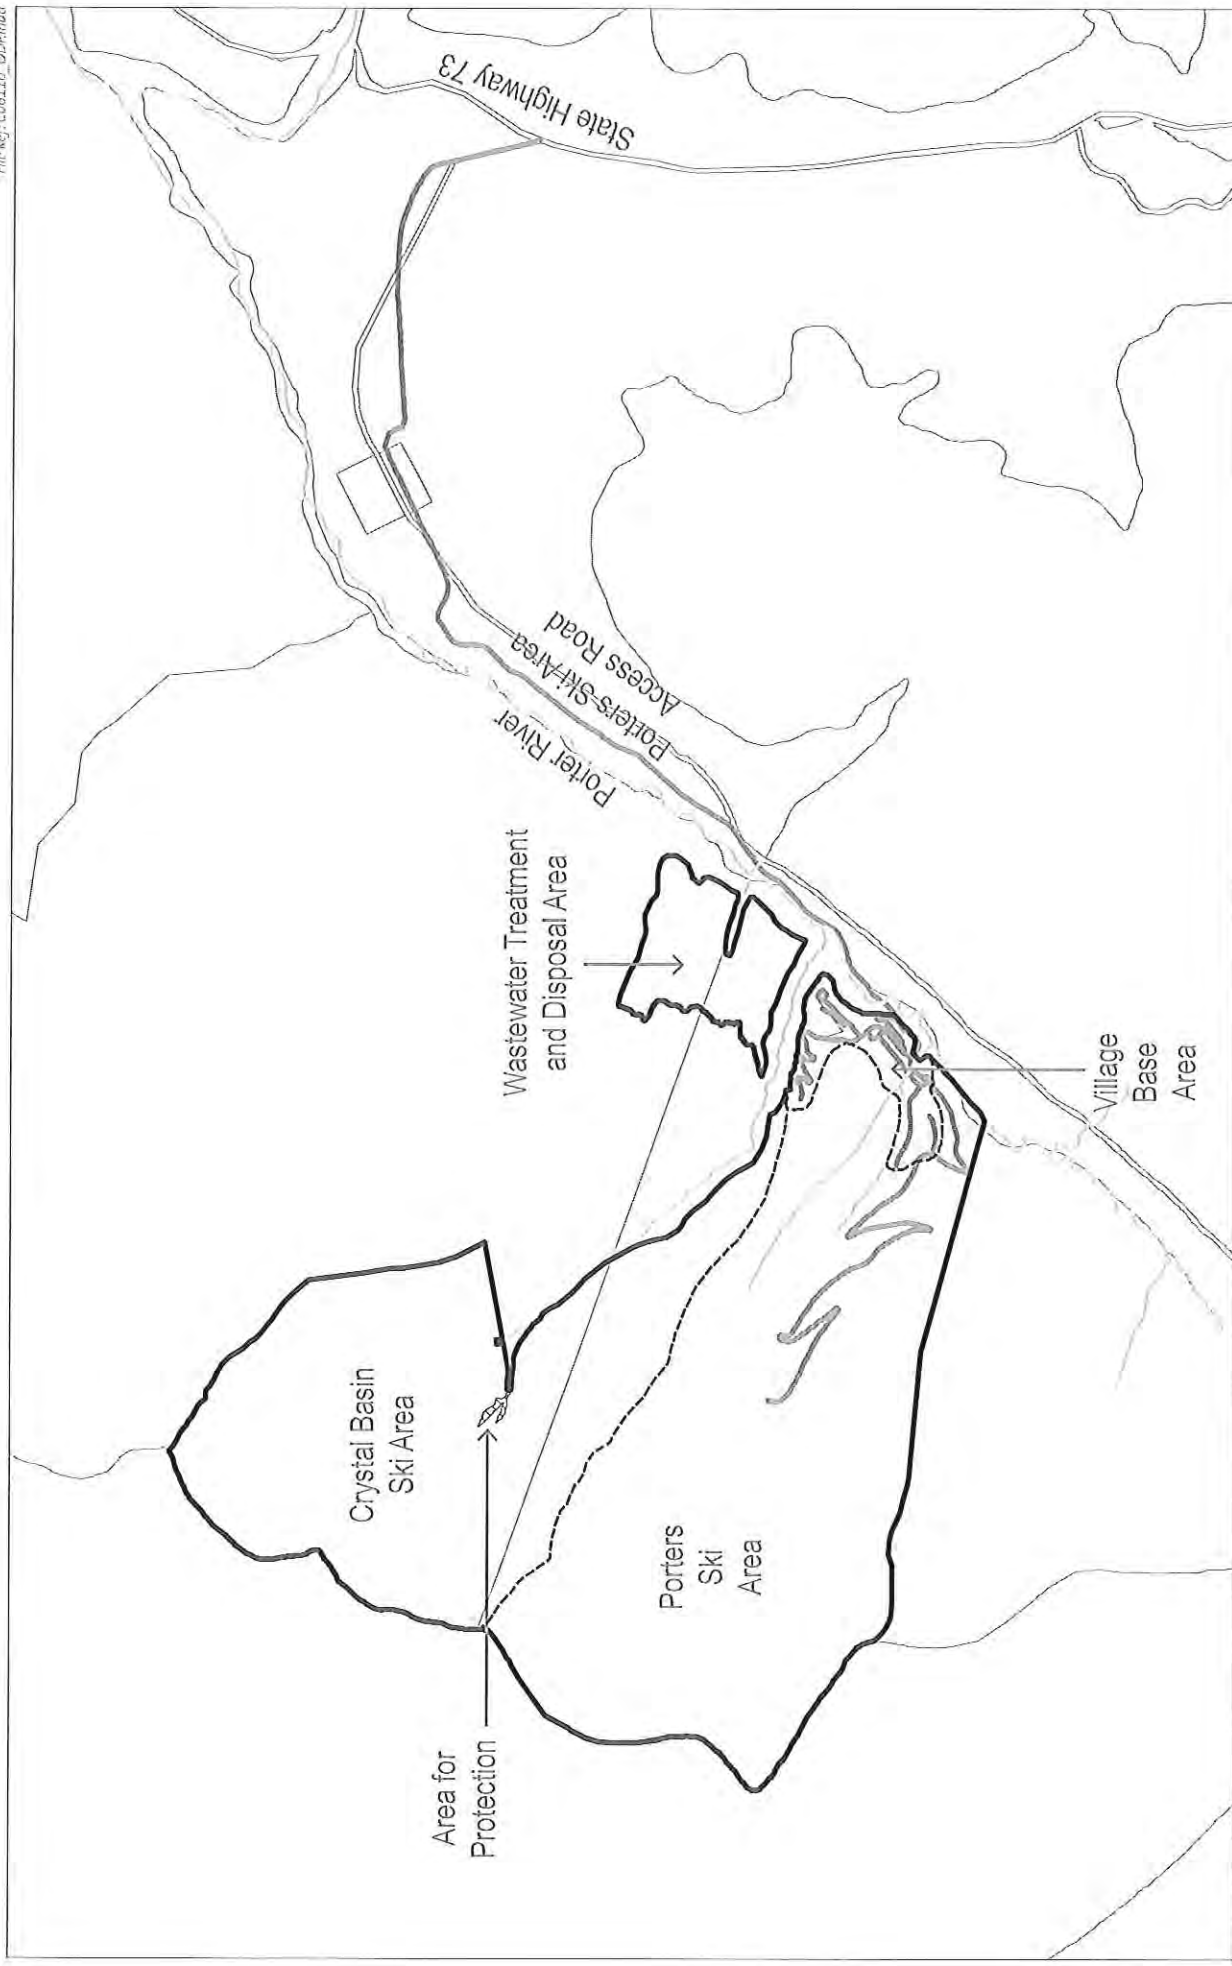 State Highway 73
Porters Ski Area
Access Road
Porter River
Wastewater Treatment
and Disposal Area
Village
Base
Area
Crystal Basin
Ski Area
Porters
Ski
Area
Area for
Protection